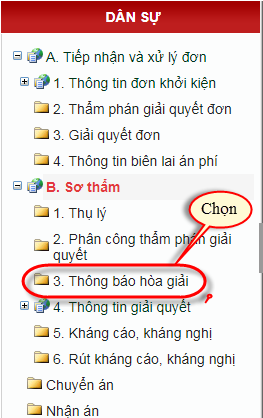 DÂN SỰ
A. Tiếp nhận và xử lý đơn
1. Thông tin đơn khởi kiện
2. Thẩm phán giải quyết đơn
3. Giải quyết đơn
4. Thông tin biên lai án phí
B. Sơ thẩm
Chọn
1. Thụ lý
2. Phân công thẩm phán giải
quyết
3. Thông báo hòa giải
4. Thông tin giải quyết
5. Kháng cáo, kháng nghị
6. Rút kháng cáo, kháng nghị
Chuyển án
Nhận án